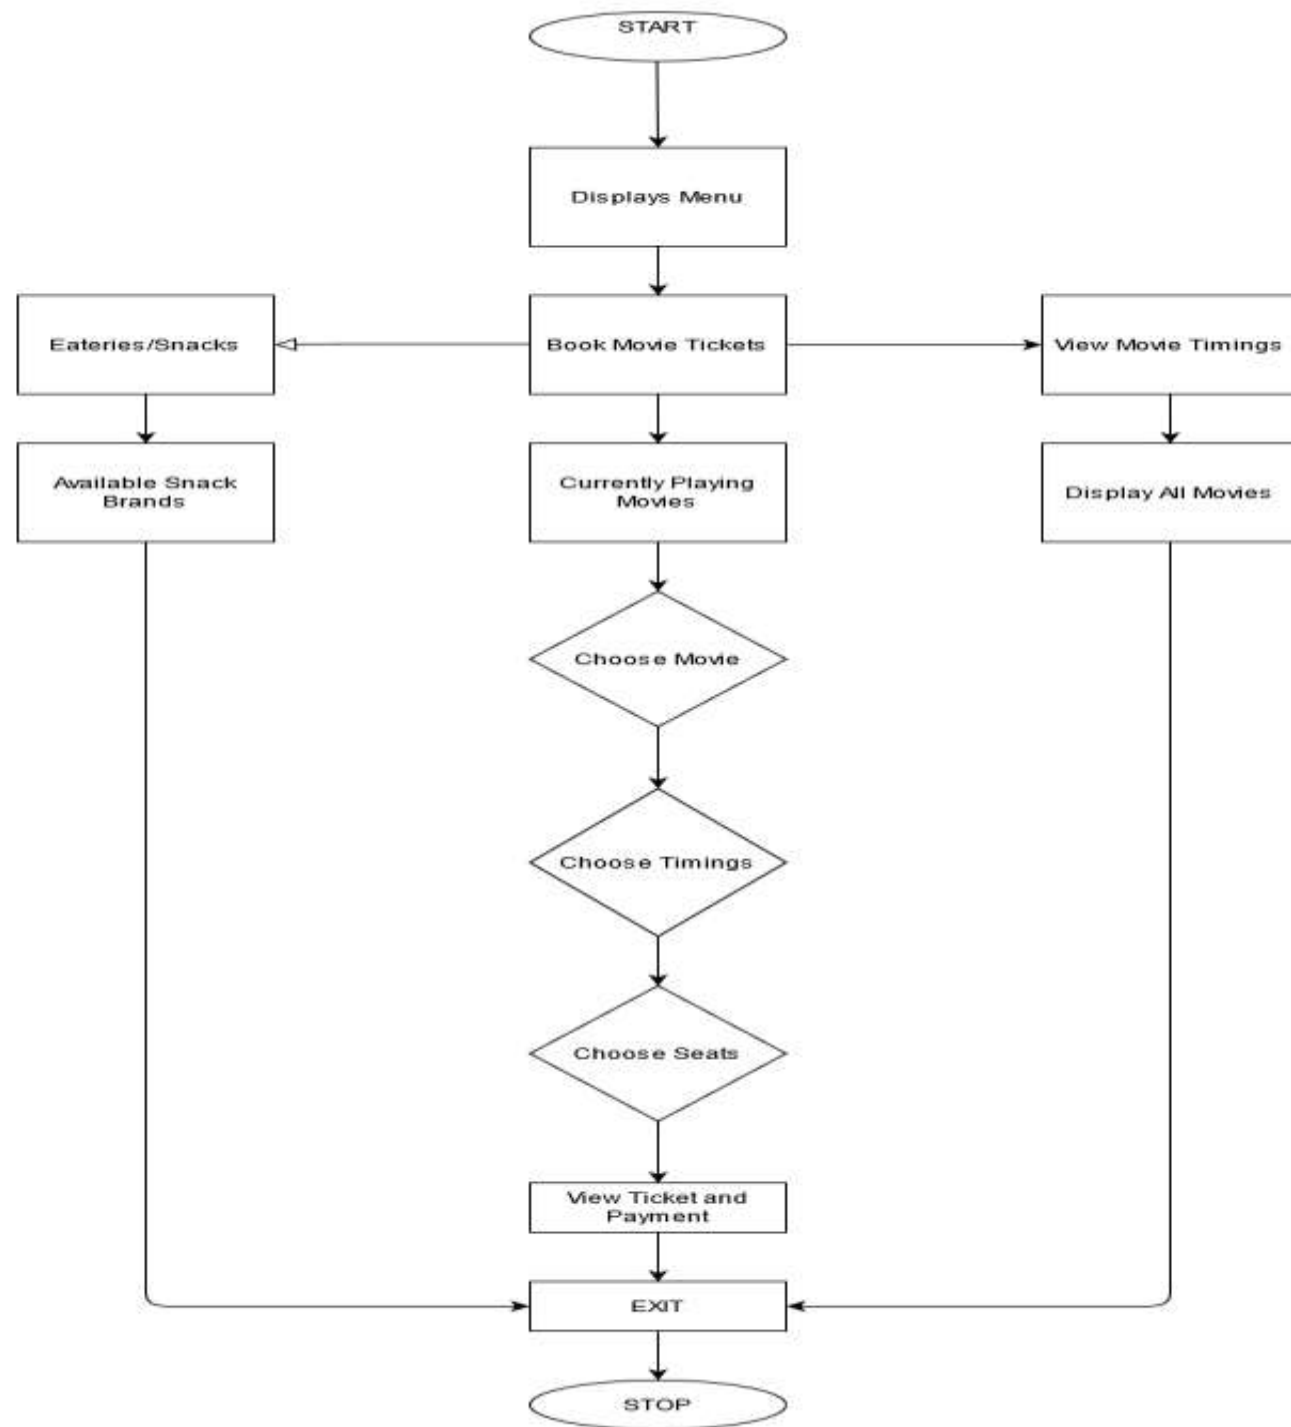 START
Displays Menu
Eateries/Snacks
Book Movie Tickets
View Movie Timings
Available Snack
Brands
Currently Playing
Movies
Display All Movies
Choose Movie
Choose Timings
Choose Seats
View Ticket and
Payment
EXIT
STOP